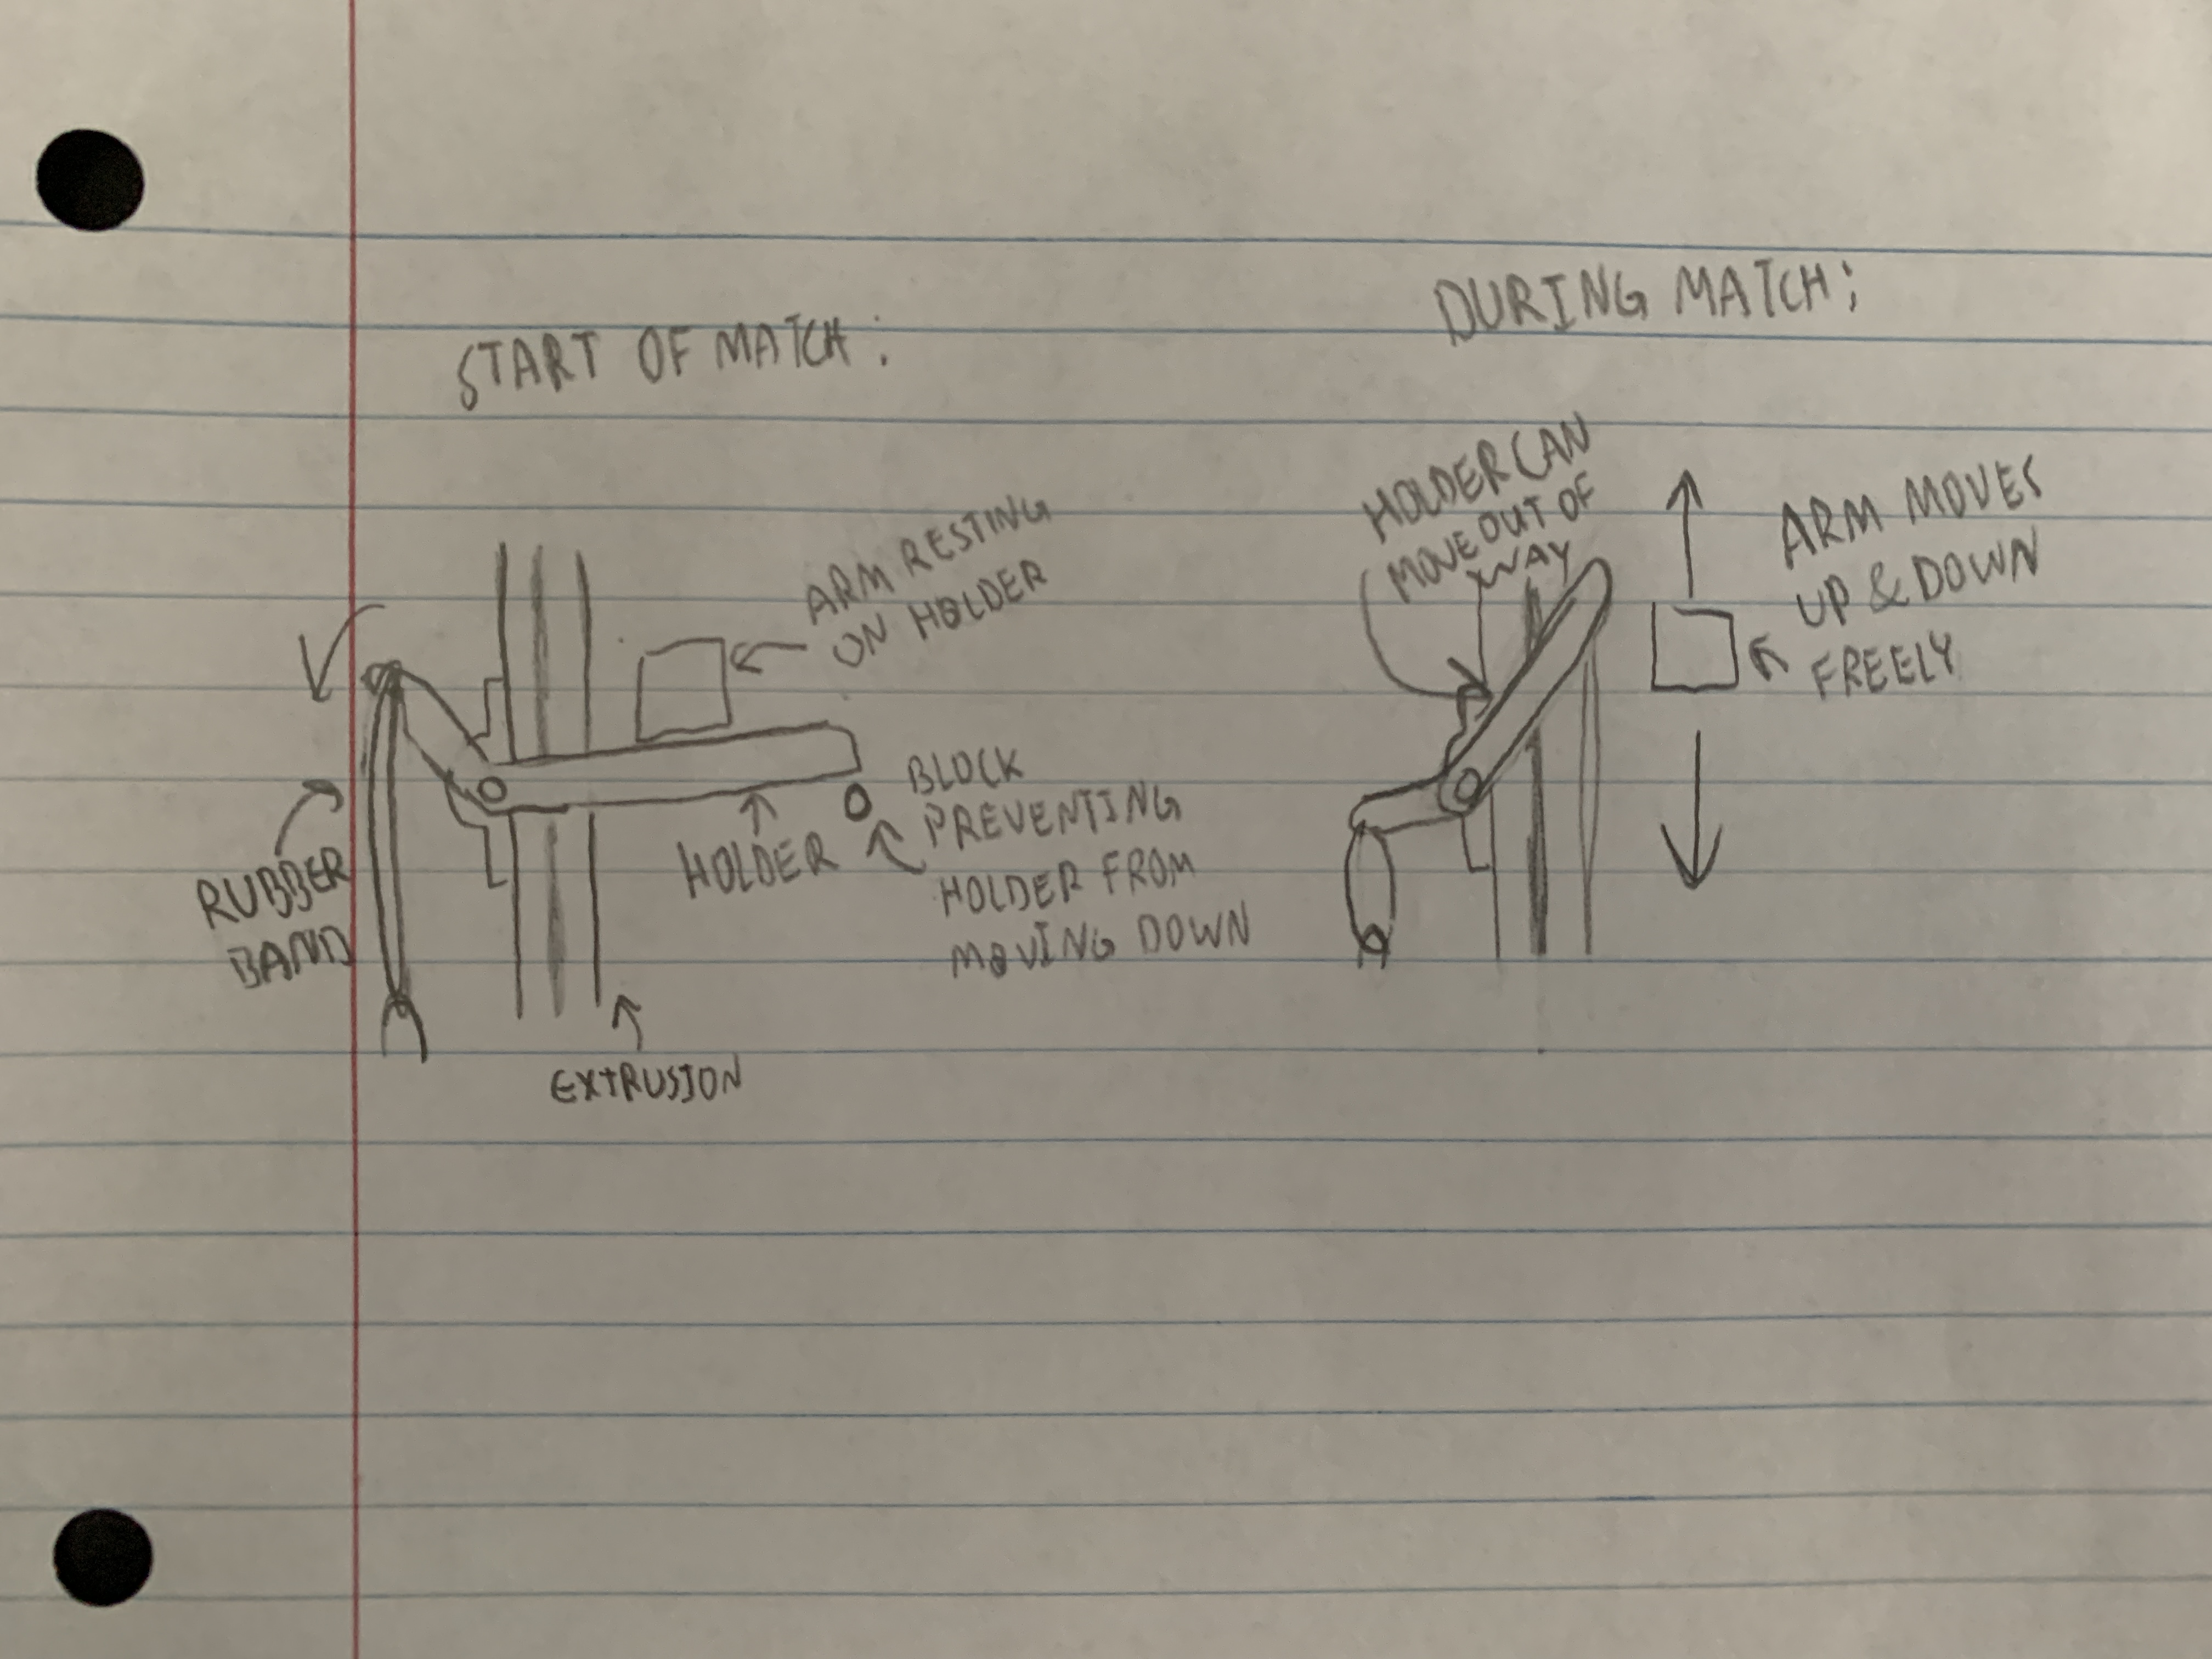 START OF MATCH:
ARM RESTING
ON HOLDER
RUBBER
BAND
HOLDER
BLOCK
PREVENTING
HOLDER FROM
MOVING DOWN
EXTRUSION
DURING MATCH:
HOLDER CAN
MOVE OUT OF
WAY
ARM MOVES
UP & DOWN
FREELY